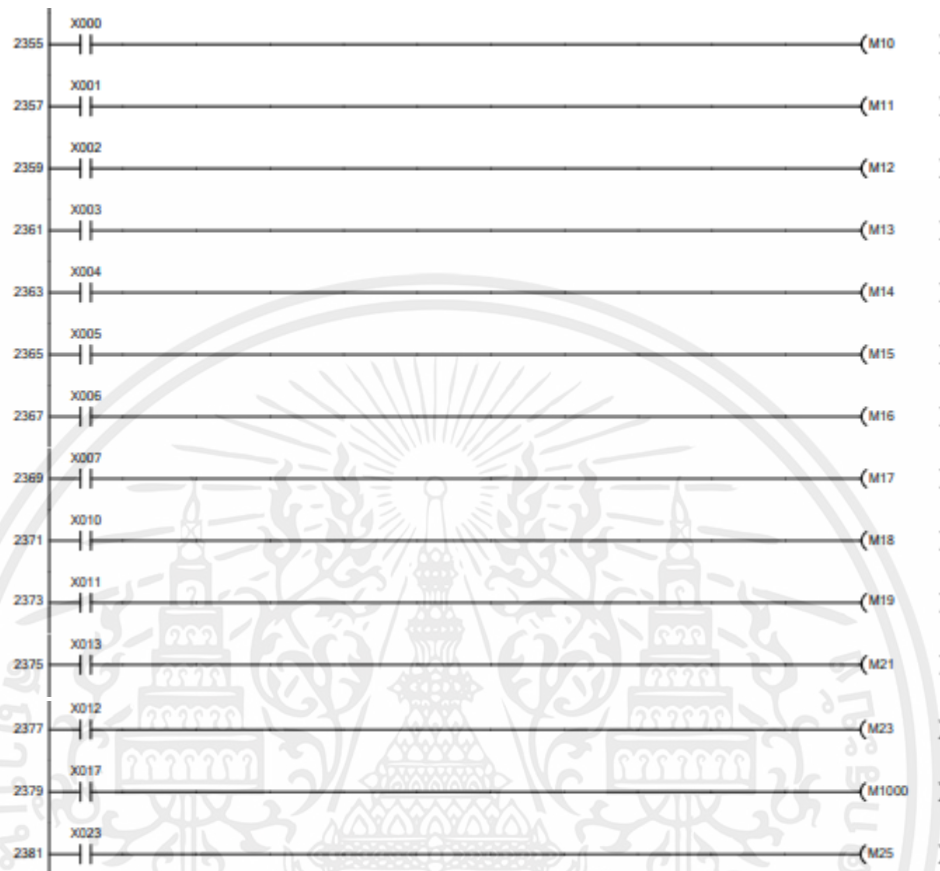 X000
2355 (M10 )
X001
2357 (M11 )
X002
2359 (M12 )
X003
2361 (M13 )
X004
2363 (M14 )
X005
2365 (M15 )
X006
2367 (M16 )
X007
2369 (M17 )
X010
2371 (M18 )
X011
2373 (M19 )
X013
2375 (M21 )
X012
2377 (M23 )
X017
2379 (M1000 )
X023
2381 (M25 )